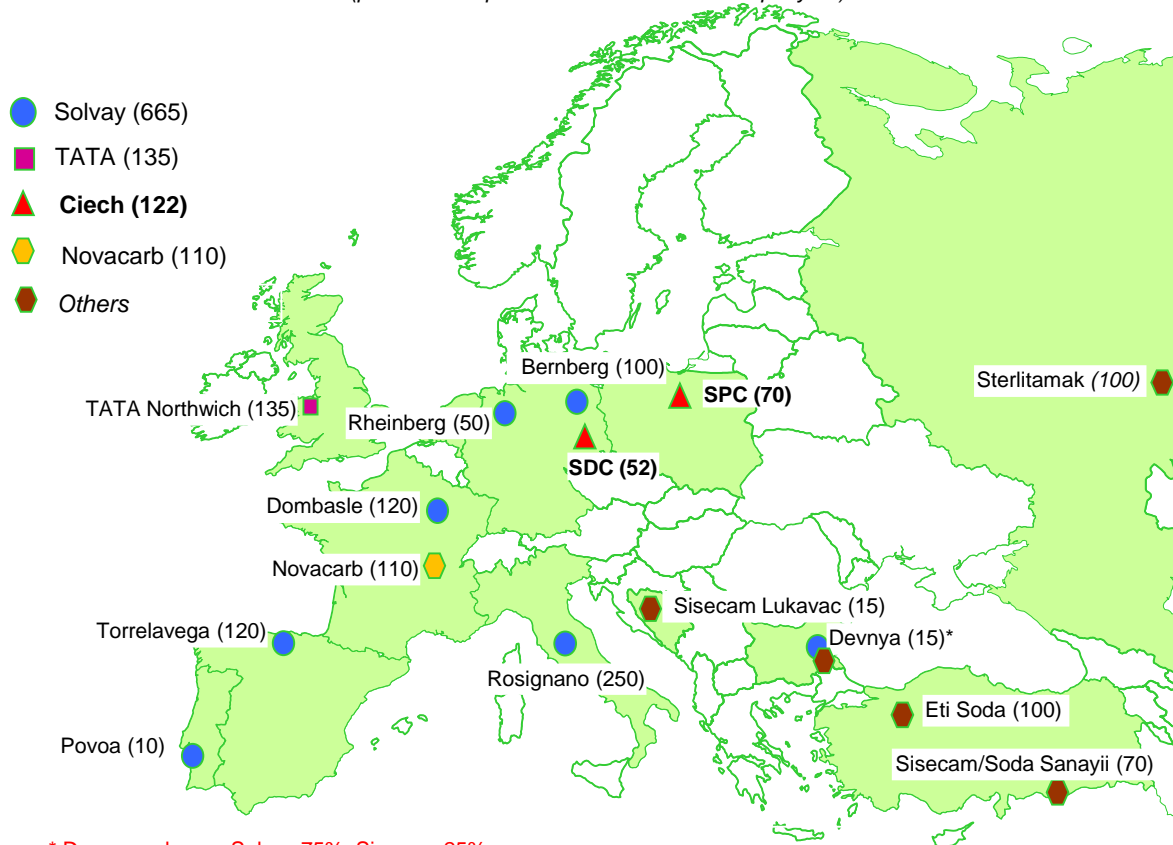 Solvay (665)
TATA (135)
Ciech (122)
Novacarb (110)
Others
Bernberg (100)
Sterlitamak (100)
SPC (70)
TATA Northwich (135)
Rheinberg (50)
SDC (52)
Dombasle (120)
Novacarb (110)
Sisecam Lukavac (15)
Torrelavega (120)
Devnya (15)*
Rosignano (250)
Eti Soda (100)
Povoa (10)
Sisecam/Soda Sanayii (70)